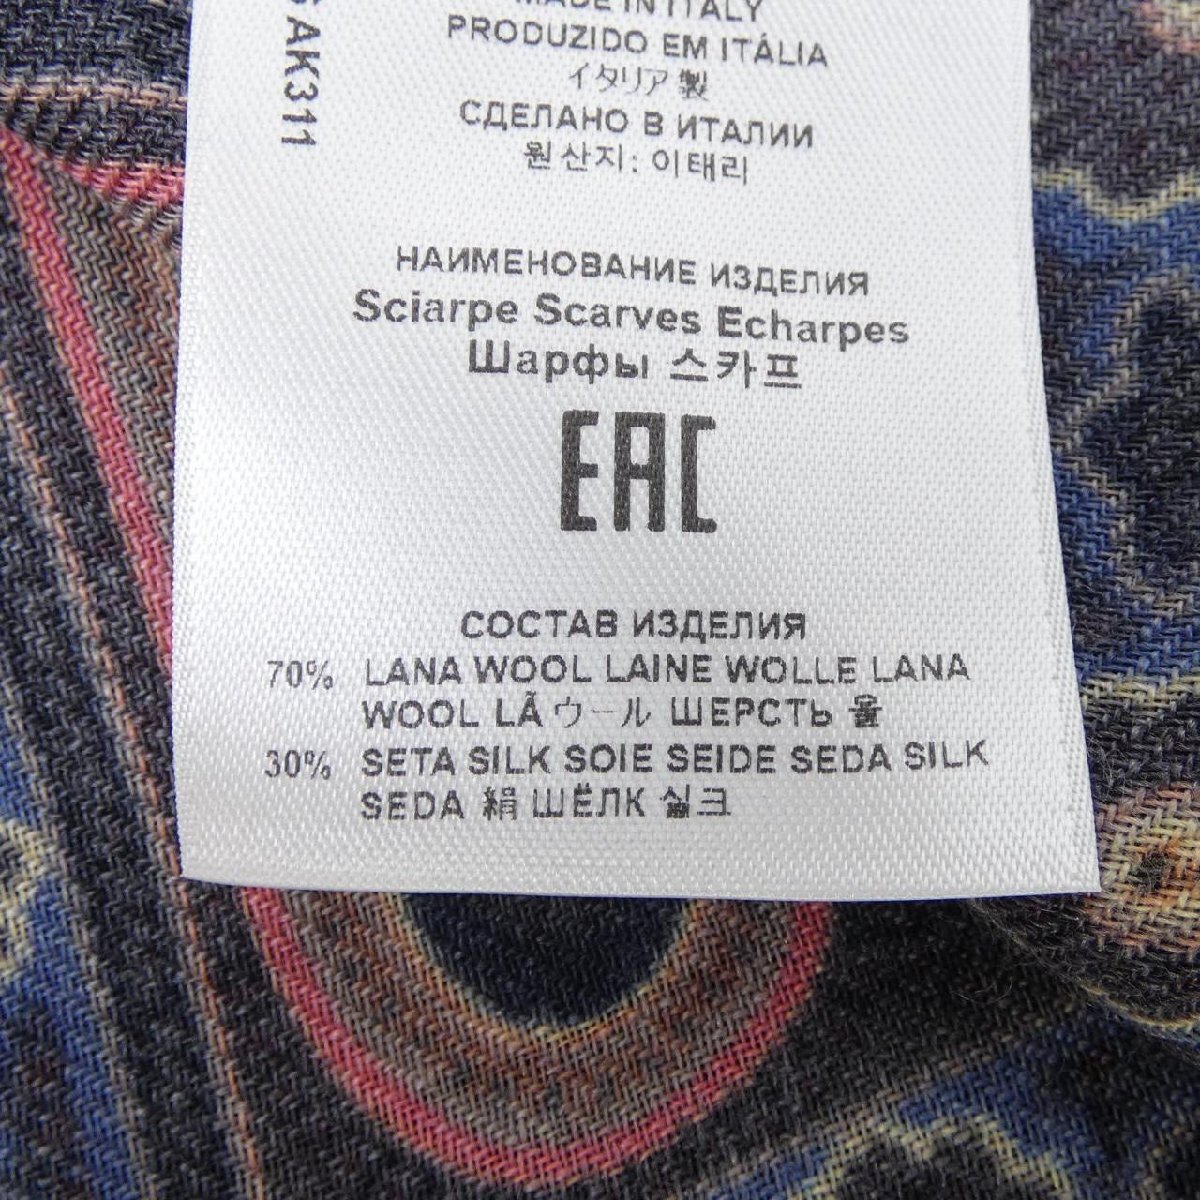 MADE IN ITALY
PRODUZIDO EM ITÁLIA
イタリア製
СДЕЛАНО В ИТАЛИИ
원산지: 이태리
AK311
НАИМЕНОВАНИЕ ИЗДЕЛИЯ
Sciarpe Scarves Echarpes
Шарфы 스카프
EAC
СОСТАВ ИЗДЕЛИЯ
70% LANA WOOL LAINE WOLLE LANA
WOOL LÃ ウール ШЕРСТЬ 울
30% SETA SILK SOIE SEIDE SEDA SILK
SEDA 絹 ШЁЛК 실크